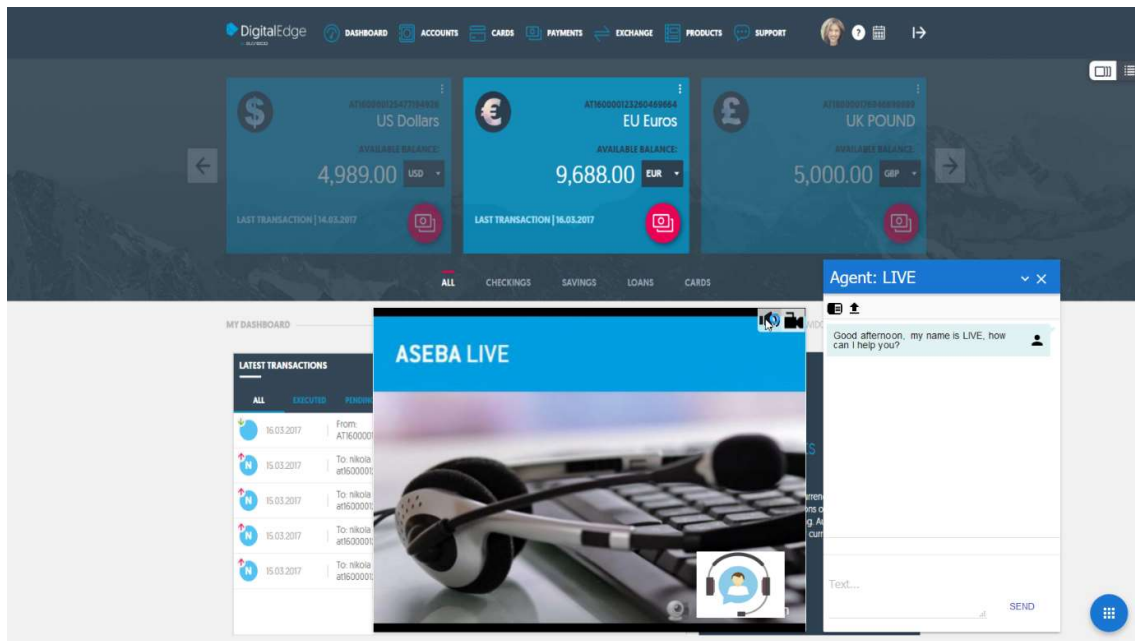 DigitalEdge
DASHBOARD
ACCOUNTS
CARDS
PAYMENTS
EXCHANGE
PRODUCTS
SUPPORT
US Dollars
AVAILABLE BALANCE:
4,989.00 USD
LAST TRANSACTION | 14.03.2017
AT160000123260469664
EU Euros
AVAILABLE BALANCE:
9,688.00 EUR
LAST TRANSACTION | 16.03.2017
UK POUND
AVAILABLE BALANCE:
5,000.00 GBP
ALL
CHECKINGS
SAVINGS
LOANS
CARDS
MY DASHBOARD
LATEST TRANSACTIONS
ALL
EXECUTED
16.03.2017
From:
N
15.03.2017
To: nikola
N
15.03.2017
To: nikola
N
15.03.2017
To: nikola
N
15.03.2017
To: nikola
ASEBA LIVE
Agent: LIVE
Good afternoon, my name is LIVE, how
can I help you?
Text...
SEND